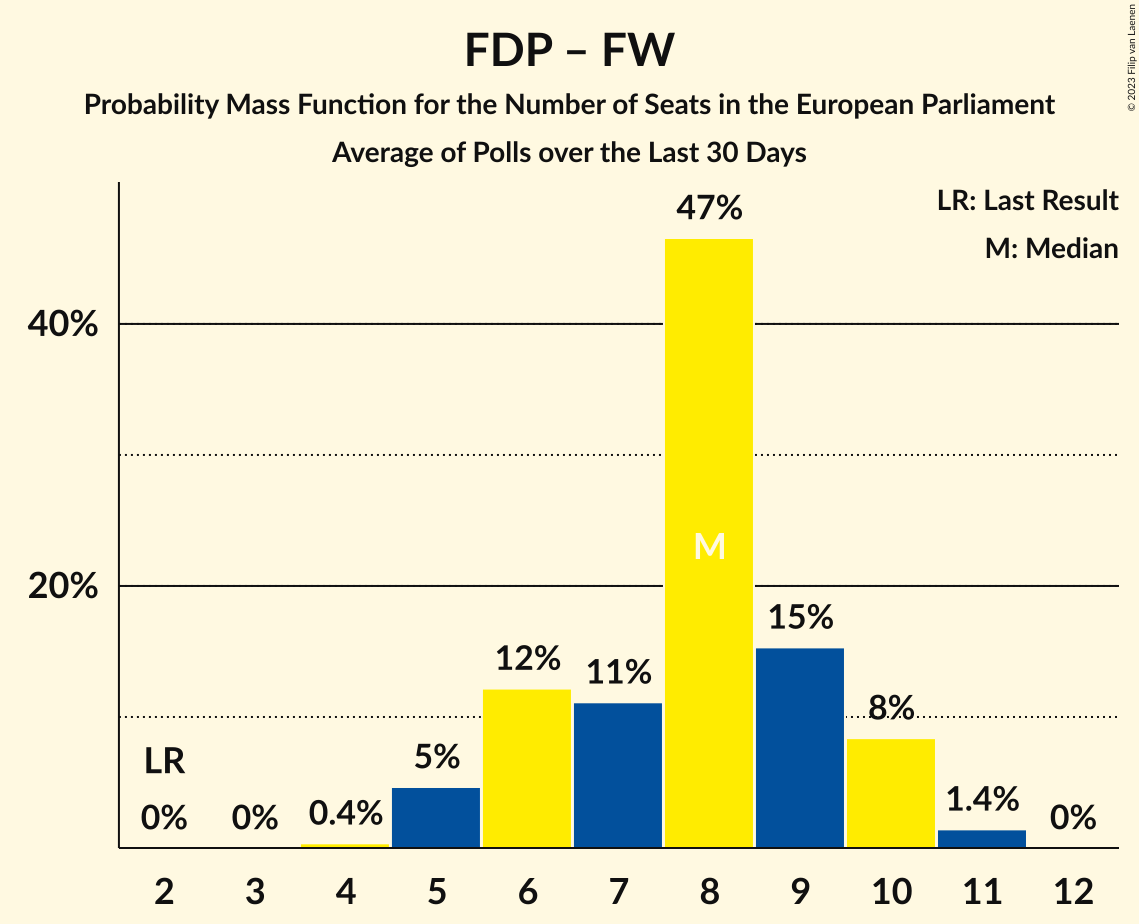 FDP – FW
Probability Mass Function for the Number of Seats in the European Parliament
Average of Polls over the Last 30 Days
© 2023 Filip van Laenen
LR: Last Result
M: Median
40%
20%
LR
0%
0%
0.4%
5%
12%
11%
47%
M
15%
8%
1.4%
0%
2 3 4 5 6 7 8 9 10 11 12